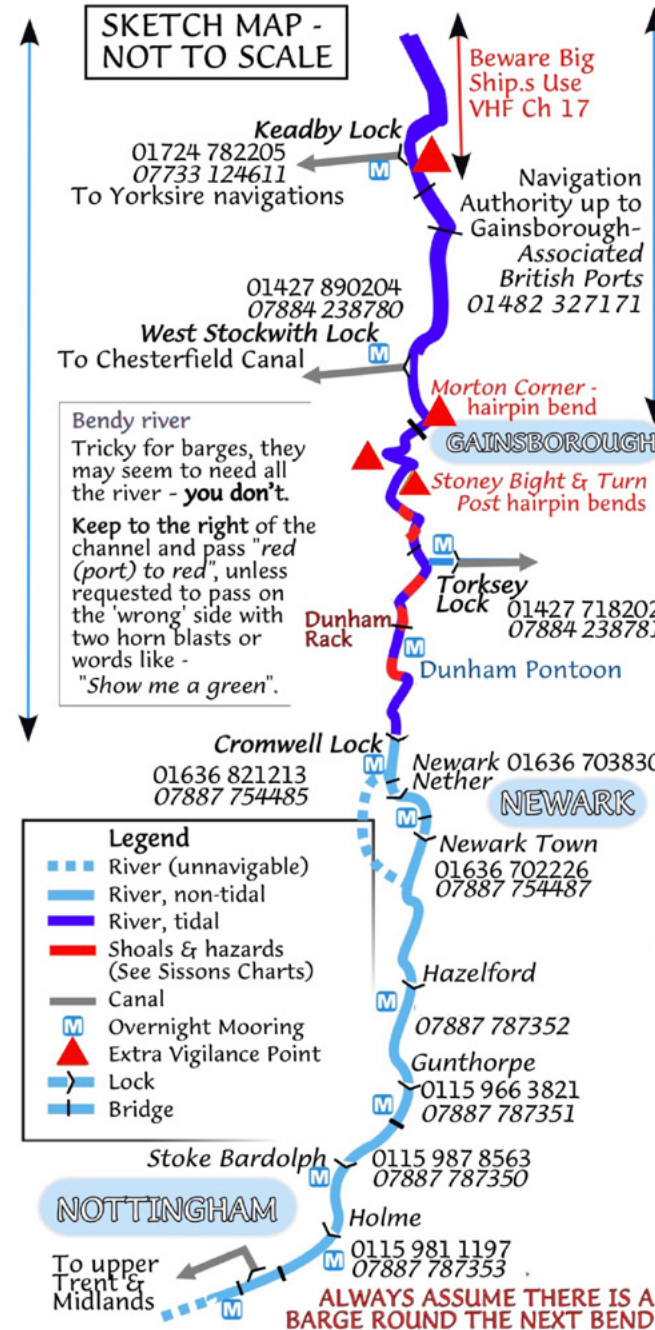 SKETCH MAP -
NOT TO SCALE
Beware Big
Ship.s Use
VHF Ch 17
Keadby Lock
01724 782205
07733 124611
M
To Yorksire navigations
Navigation
Authority up to
Gainsborough-
Associated
British Ports
01482 327171
01427 890204
07884 238780
West Stockwith Lock
M
To Chesterfield Canal
Morton Corner -
hairpin bend
GAINSBOROUGH
Stoney Bight & Turn
Post hairpin bends
Bendy river
Tricky for barges, they
may seem to need all
the river - you don't.
Keep to the right of the
channel and pass "red
(port) to red", unless
requested to pass on
the 'wrong' side with
two horn blasts or
words like -
"Show me a green".
M
Torksey
Lock
01427 718202
07884 238781
Dunham
Rack
M
Dunham Pontoon
Cromwell Lock
M
01636 821213
07887 754485
Newark 01636 703830
Nether
NEWARK
M
Newark Town
01636 702226
07887 754487
Legend
River (unnavigable)
River, non-tidal
River, tidal
Shoals & hazards
(See Sissons Charts)
Canal
M Overnight Mooring
Extra Vigilance Point
Lock
Bridge
Hazelford
M
07887 787352
Gunthorpe
0115 966 3821
07887 787351
M
Stoke Bardolph
0115 987 8563
07887 787350
M
NOTTINGHAM
Holme
0115 981 1197
07887 787353
M
To upper
Trent &
Midlands
M
ALWAYS ASSUME THERE IS A
BARGE ROUND THE NEXT BEND